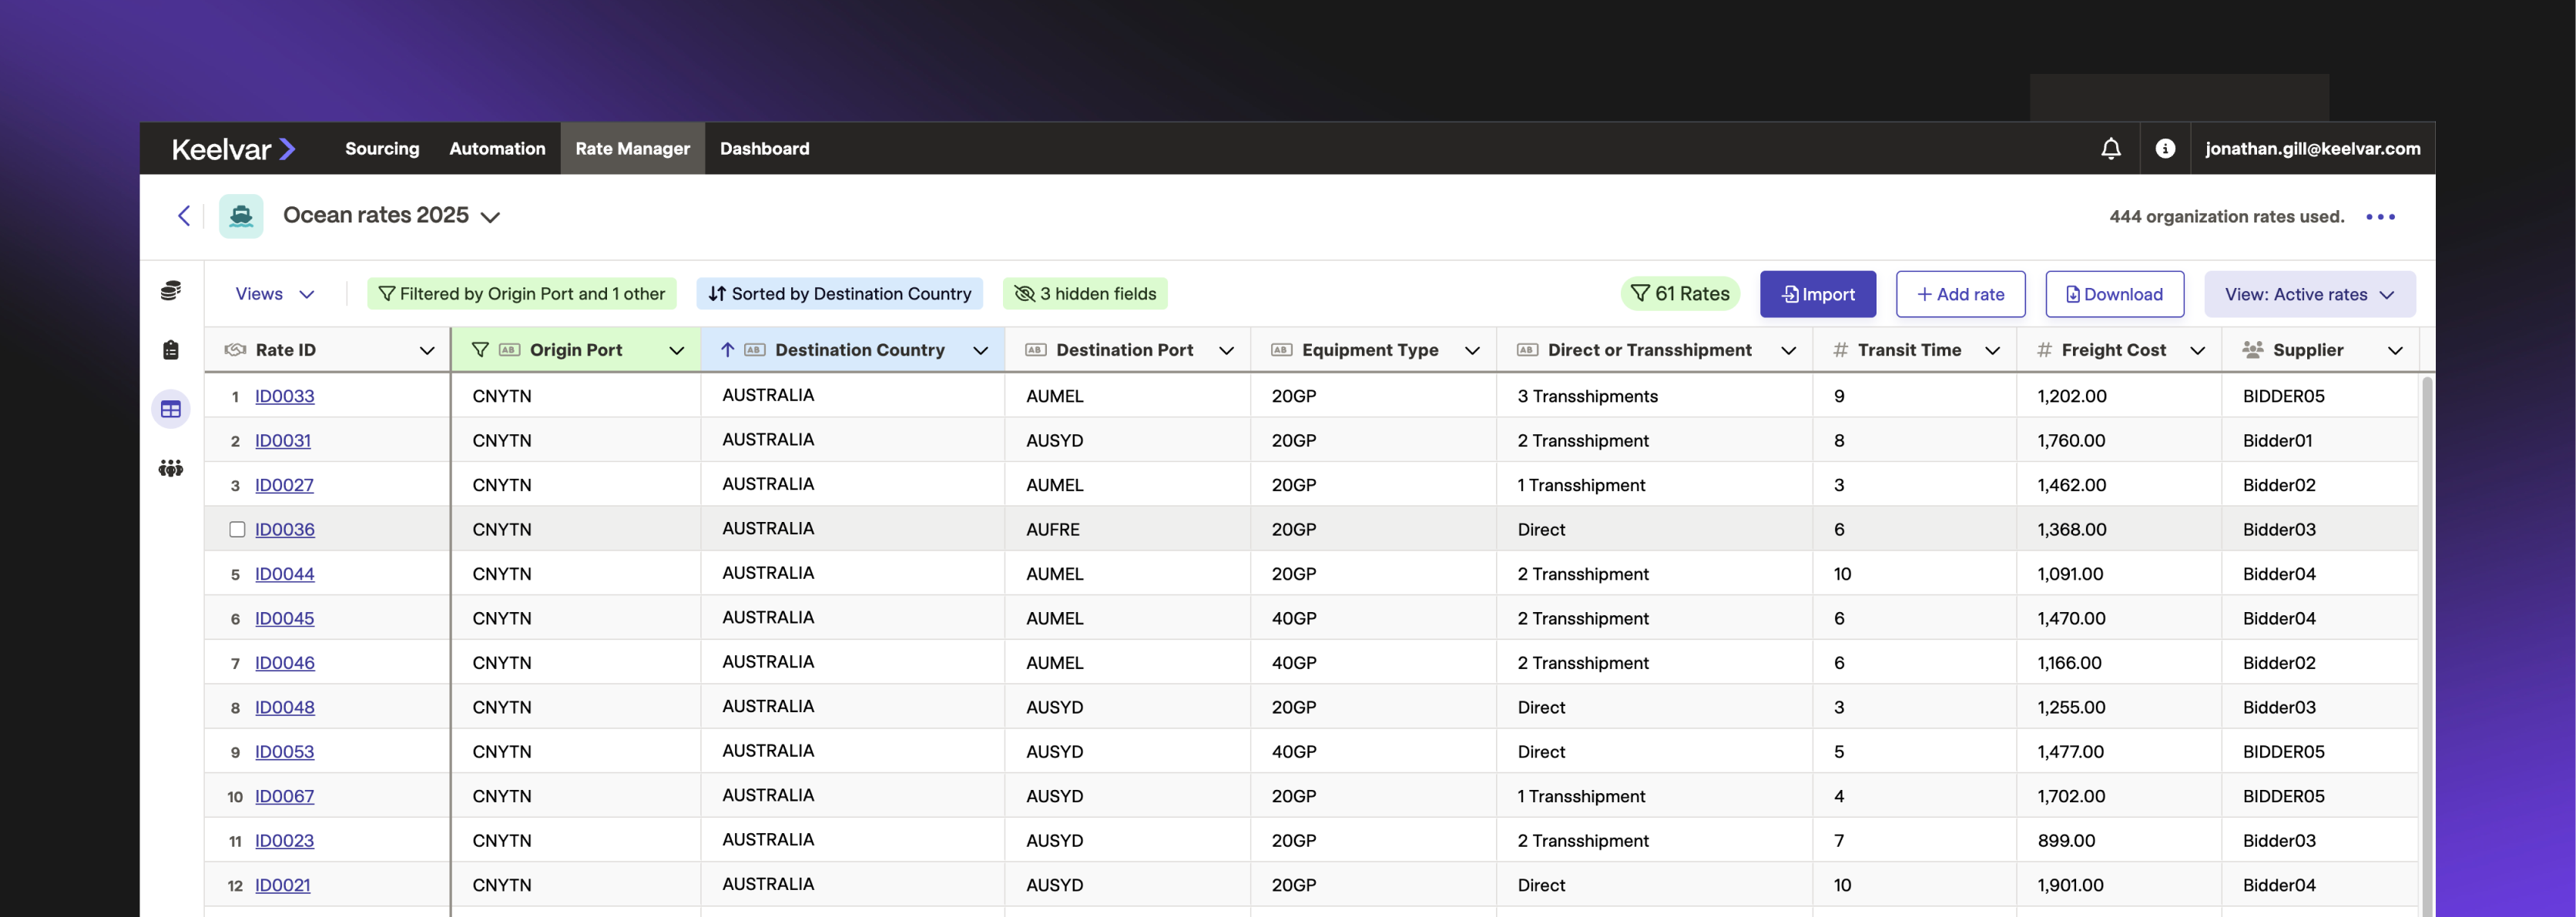 Keelvar Sourcing Automation Rate Manager Dashboard jonathan.gill@keelvar.com
Ocean rates 2025 444 organization rates used.
Views Filtered by Origin Port and 1 other Sorted by Destination Country 3 hidden fields 61 Rates Import + Add rate Download View: Active rates
Rate ID AB Origin Port AB Destination Country AB Destination Port AB Equipment Type AB Direct or Transshipment # Transit Time # Freight Cost Supplier
1 ID0033 CNYTN AUSTRALIA AUMEL 20GP 3 Transshipments 9 1,202.00 BIDDER05
2 ID0031 CNYTN AUSTRALIA AUSYD 20GP 2 Transshipment 8 1,760.00 Bidder01
3 ID0027 CNYTN AUSTRALIA AUMEL 20GP 1 Transshipment 3 1,462.00 Bidder02
ID0036 CNYTN AUSTRALIA AUFRE 20GP Direct 6 1,368.00 Bidder03
5 ID0044 CNYTN AUSTRALIA AUMEL 20GP 2 Transshipment 10 1,091.00 Bidder04
6 ID0045 CNYTN AUSTRALIA AUMEL 40GP 2 Transshipment 6 1,470.00 Bidder04
7 ID0046 CNYTN AUSTRALIA AUMEL 40GP 2 Transshipment 6 1,166.00 Bidder02
8 ID0048 CNYTN AUSTRALIA AUSYD 20GP Direct 3 1,255.00 Bidder03
9 ID0053 CNYTN AUSTRALIA AUSYD 40GP Direct 5 1,477.00 BIDDER05
10 ID0067 CNYTN AUSTRALIA AUSYD 20GP 1 Transshipment 4 1,702.00 BIDDER05
11 ID0023 CNYTN AUSTRALIA AUSYD 20GP 2 Transshipment 7 899.00 Bidder03
12 ID0021 CNYTN AUSTRALIA AUSYD 20GP Direct 10 1,901.00 Bidder04